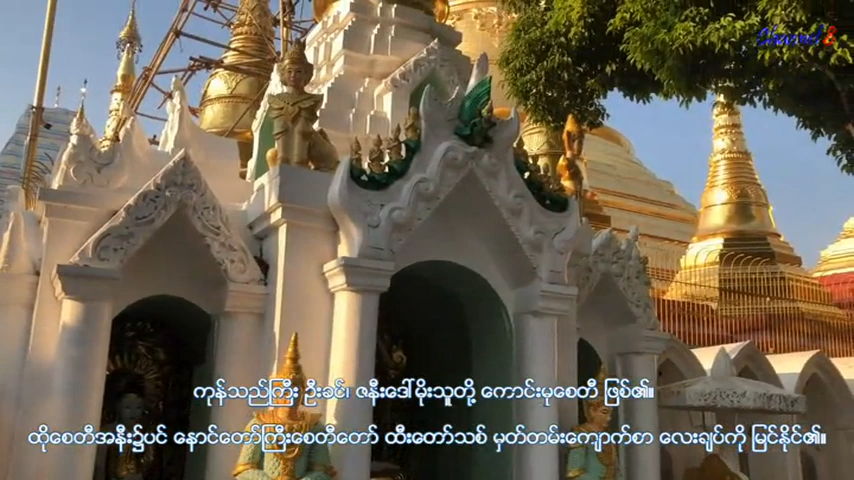 Channel 8
ကုန်သည်ကြီး ဦးခင်၊ ဇနီးဒေါ်မိုးသူတို့ ကောင်းမှုစေတီ ဖြစ်၏။
ထိုစေတီအနီး၌ပင် နောင်တော်ကြီးစေတီတော် ထီးတော်သစ် မှတ်တမ်းကျောက်စာ လေးချပ်ကို မြင်နိုင်၏။